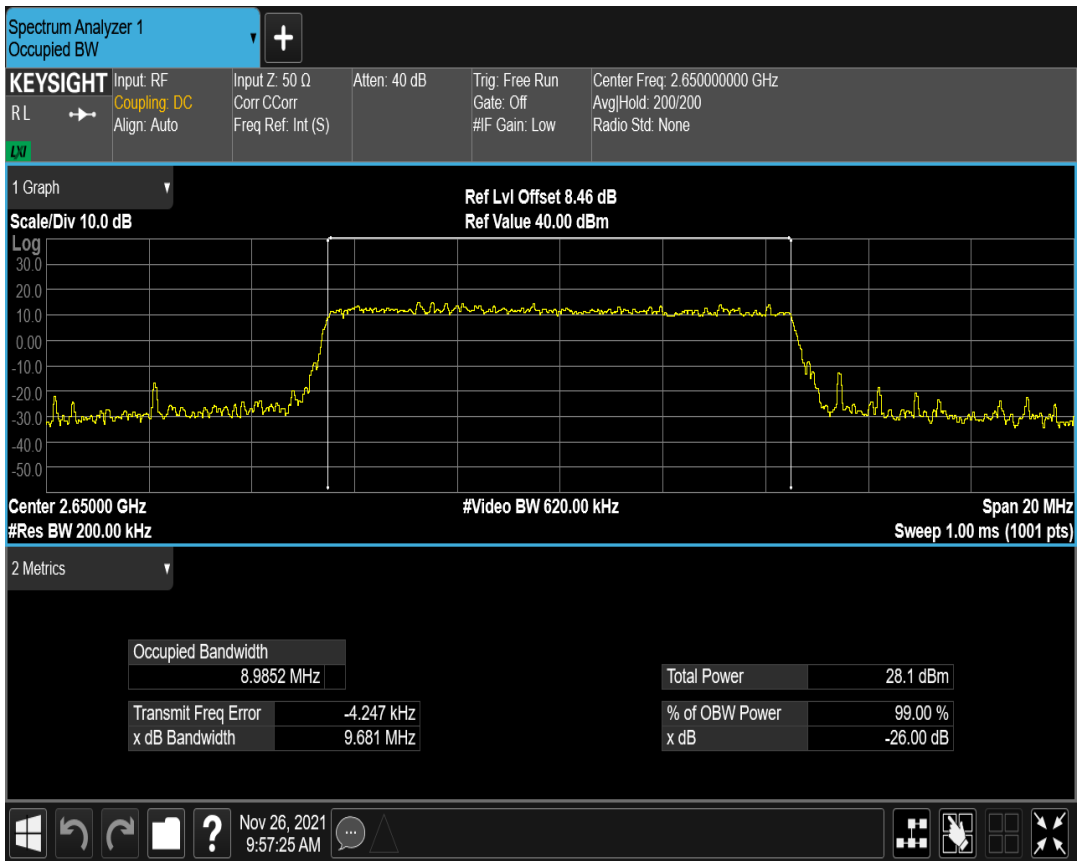 Spectrum Analyzer 1
Occupied BW
KEYSIGHT
R L
LXI
Input: RF
Coupling: DC
Align: Auto
Input Z: 50 Ω
Corr CCorr
Freq Ref: Int (S)
Atten: 40 dB
Trig: Free Run
Gate: Off
#IF Gain: Low
Center Freq: 2.650000000 GHz
Avg|Hold: 200/200
Radio Std: None
1 Graph
Scale/Div 10.0 dB
Ref Lvl Offset 8.46 dB
Ref Value 40.00 dBm
Log
30.0
20.0
10.0
0.00
-10.0
-20.0
-30.0
-40.0
-50.0
Center 2.65000 GHz
#Video BW 620.00 kHz
Span 20 MHz
#Res BW 200.00 kHz
Sweep 1.00 ms (1001 pts)
2 Metrics
Occupied Bandwidth
8.9852 MHz
Total Power 28.1 dBm
Transmit Freq Error -4.247 kHz
% of OBW Power 99.00 %
x dB Bandwidth 9.681 MHz
x dB -26.00 dB
?
Nov 26, 2021
9:57:25 AM